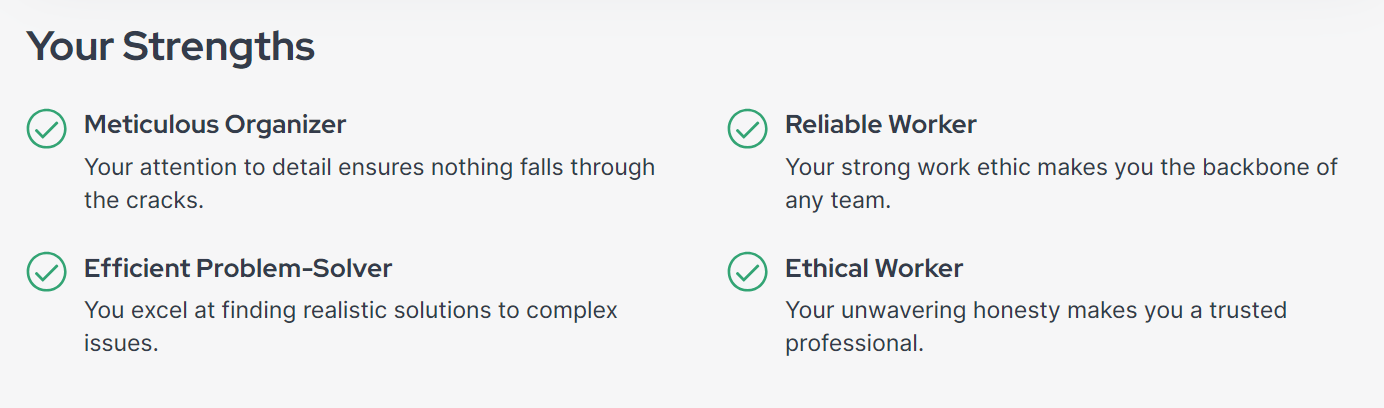 Your Strengths
Meticulous Organizer
Your attention to detail ensures nothing falls through
the cracks.
Reliable Worker
Your strong work ethic makes you the backbone of
any team.
Efficient Problem-Solver
You excel at finding realistic solutions to complex
issues.
Ethical Worker
Your unwavering honesty makes you a trusted
professional.